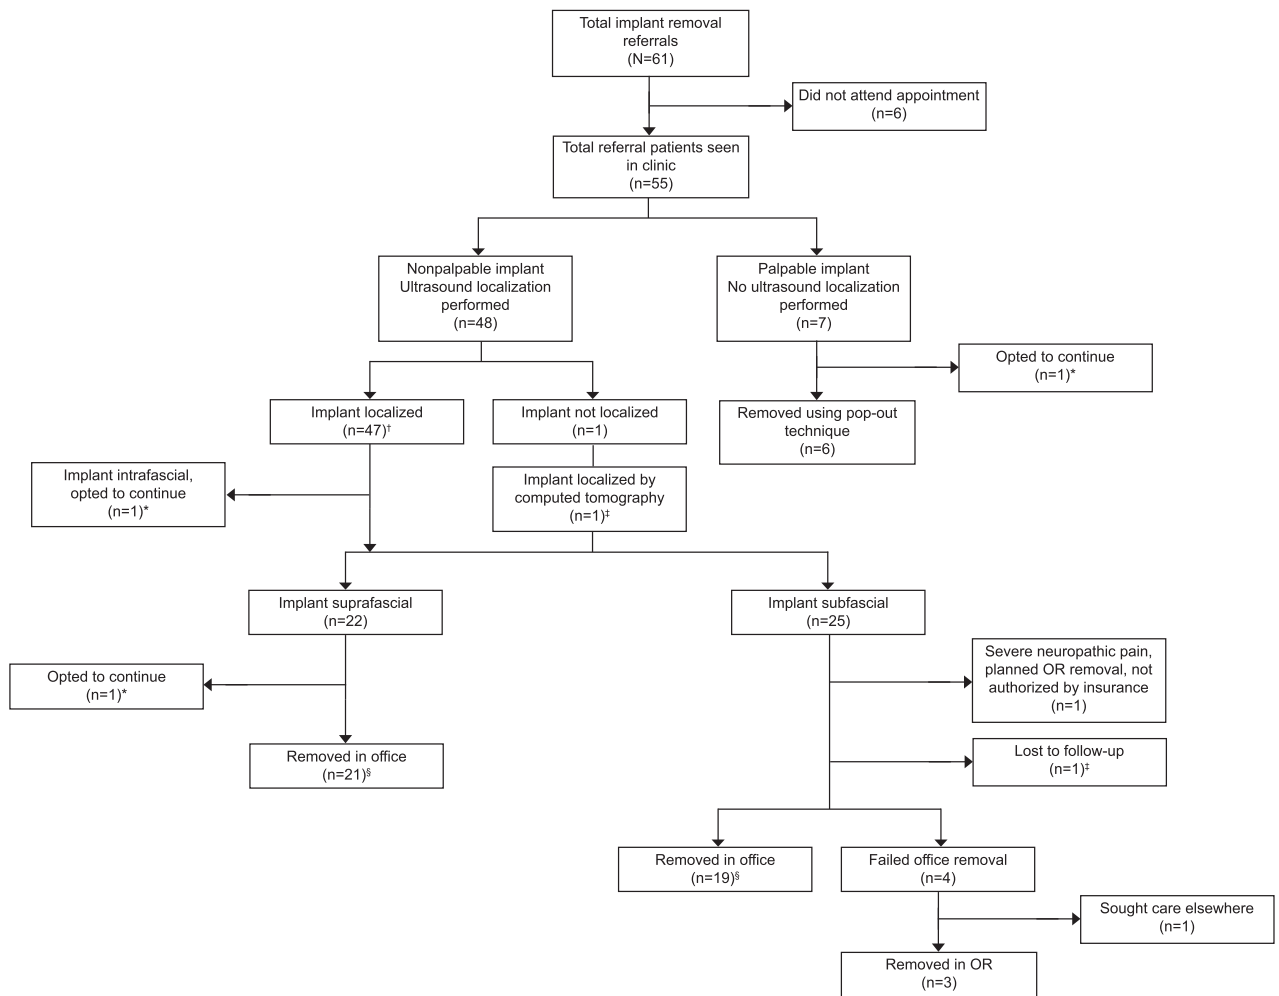 Total implant removal
referrals
(N=61)
Did not attend appointment
(n=6)
Total referral patients seen
in clinic
(n=55)
Nonpalpable implant
Ultrasound localization
performed
(n=48)
Palpable implant
No ultrasound localization
performed
(n=7)
Opted to continue
(n=1)*
Implant localized
(n=47)†
Implant not localized
(n=1)
Removed using pop-out
technique
(n=6)
Implant intrafascial,
opted to continue
(n=1)*
Implant localized by
computed tomography
(n=1)‡
Implant suprafascial
(n=22)
Implant subfascial
(n=25)
Opted to continue
(n=1)*
Severe neuropathic pain,
planned OR removal, not
authorized by insurance
(n=1)
Removed in office
(n=21)§
Lost to follow-up
(n=1)‡
Removed in office
(n=19)§
Failed office removal
(n=4)
Sought care elsewhere
(n=1)
Removed in OR
(n=3)